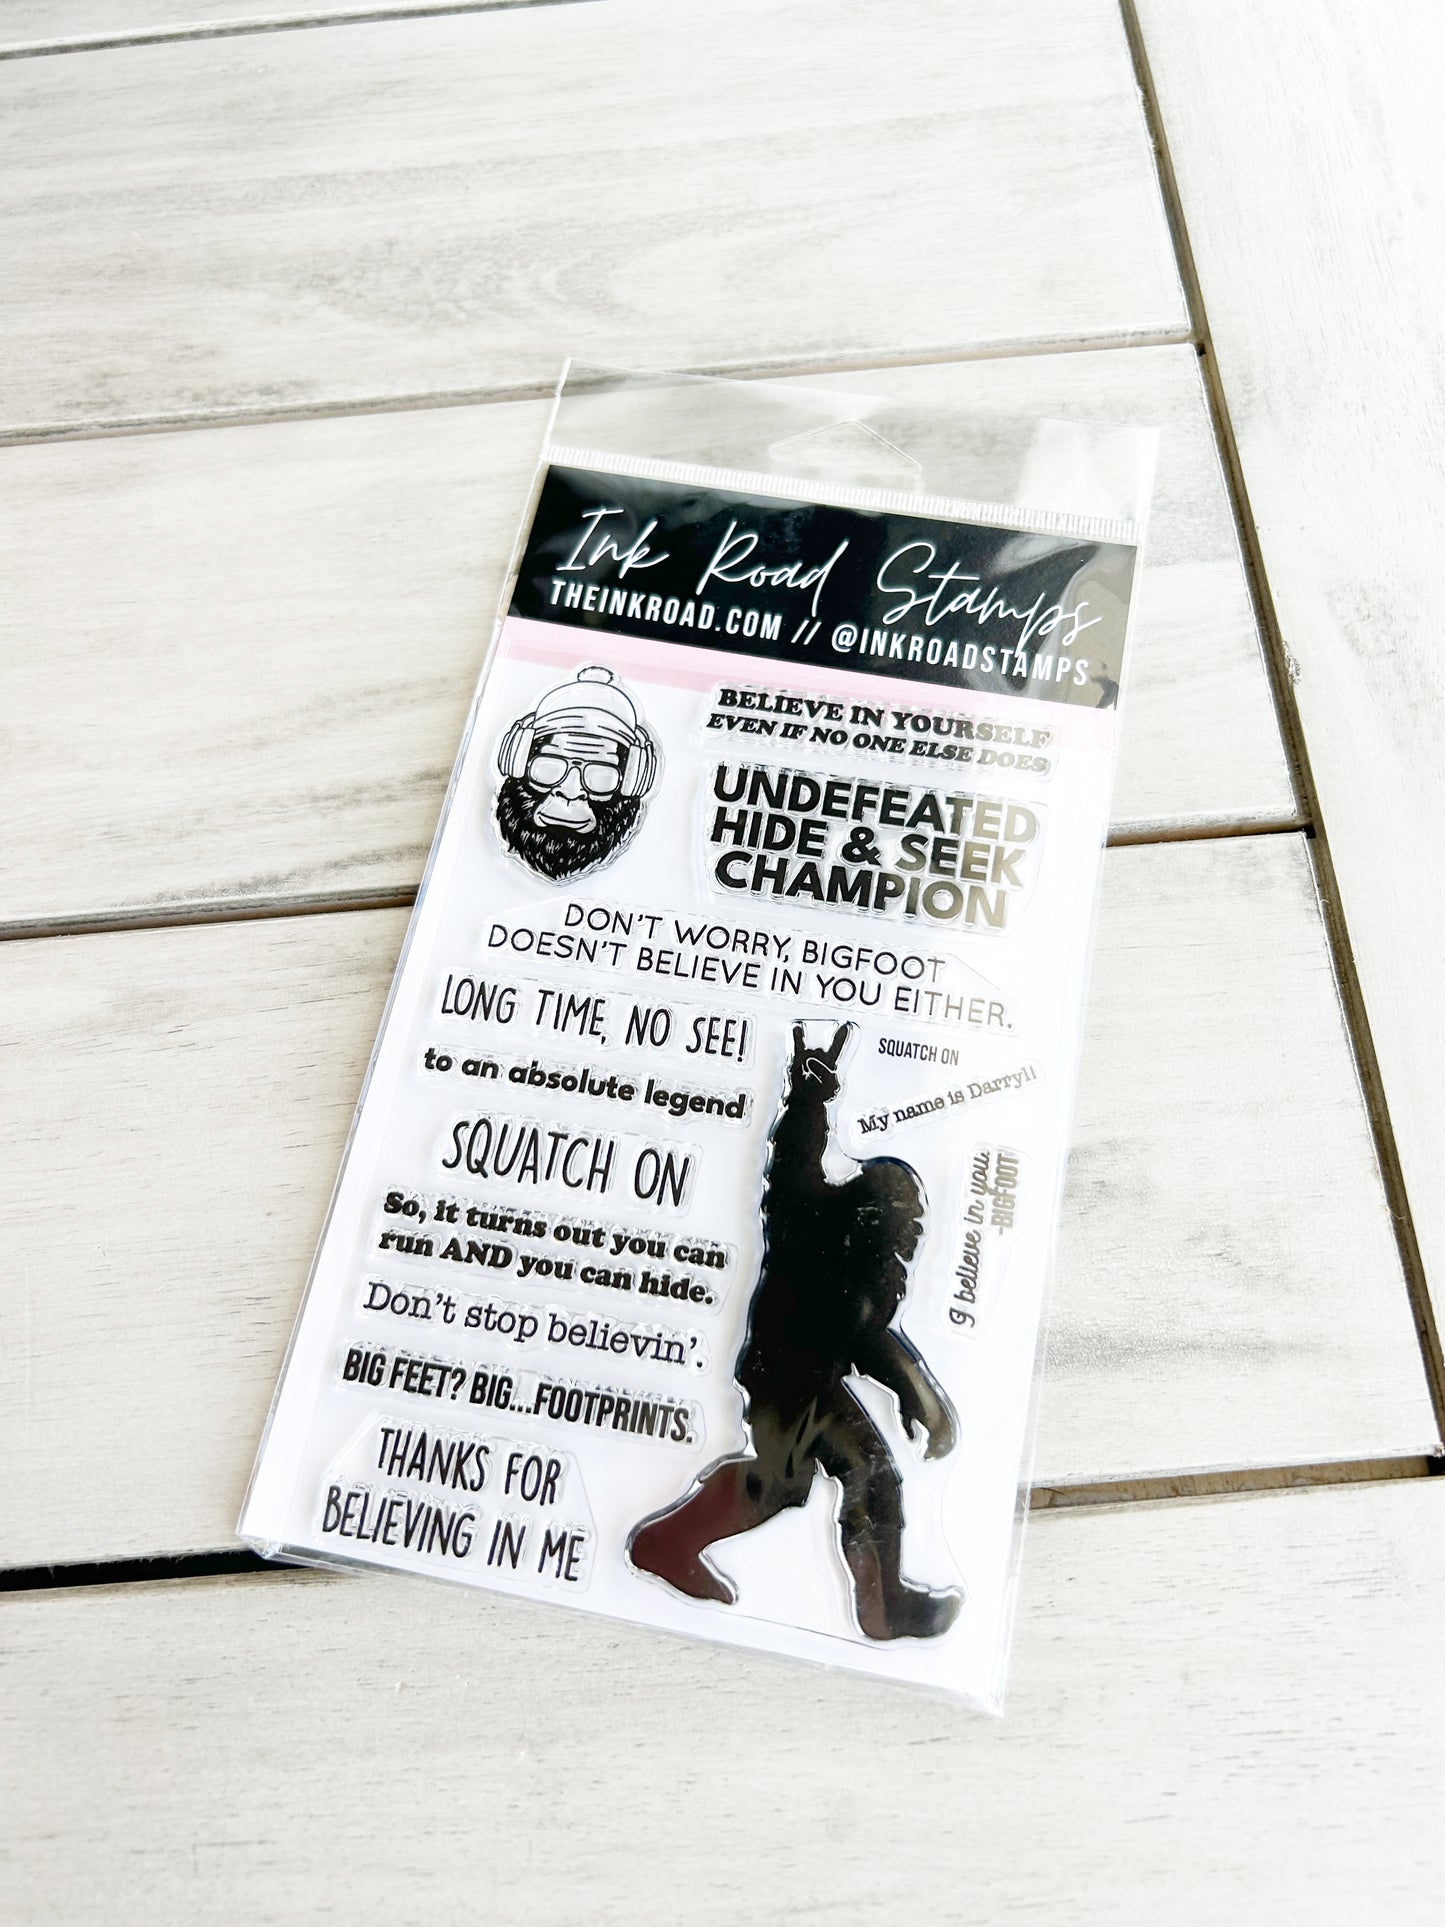 Ink Road Stamps
THEINKROAD.COM // @INKROADSTAMPS
BELIEVE IN YOURSELF
EVEN IF NO ONE ELSE DOES
UNDEFEATED
HIDE & SEEK
CHAMPION
DON'T WORRY, BIGFOOT
DOESN'T BELIEVE IN YOU EITHER.
LONG TIME, NO SEE!
to an absolute legend
SQUATCH ON
SQUATCH ON
My name is Darryl!
I believe in you.
-BIGFOOT
So, it turns out you can
run AND you can hide.
Don't stop believin'.
BIG FEET? BIG...FOOTPRINTS.
THANKS FOR
BELIEVING IN ME